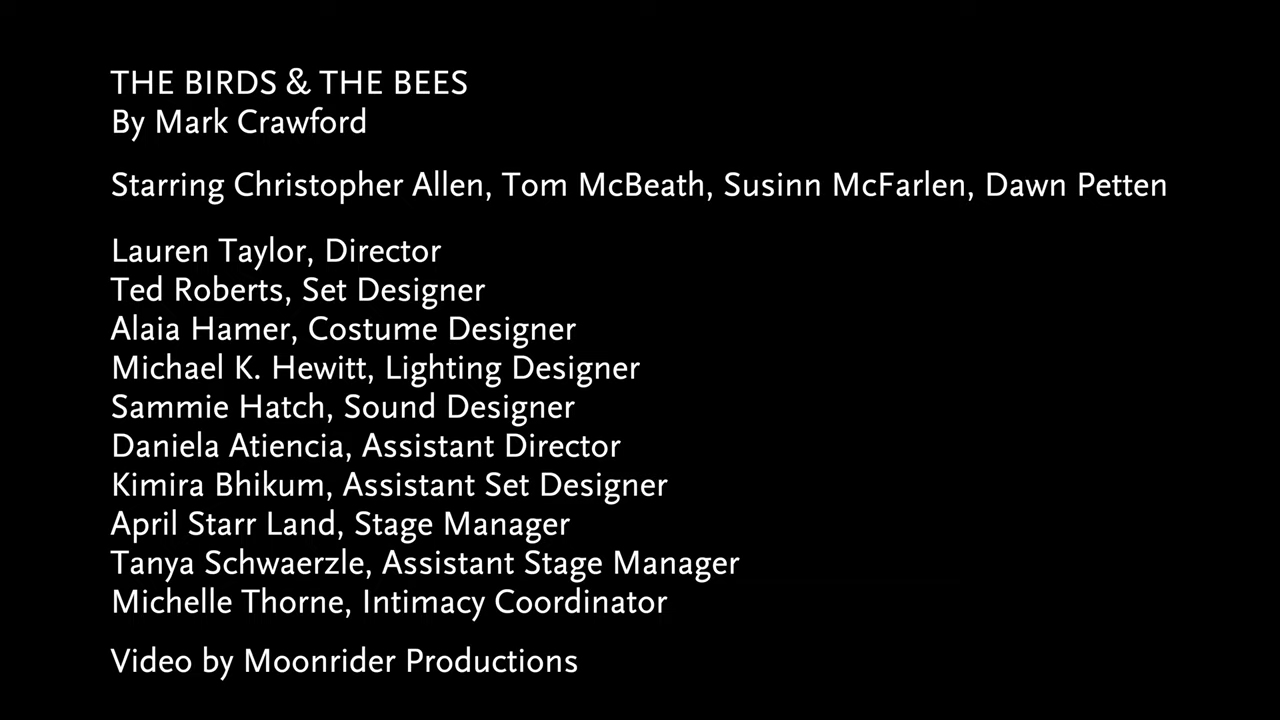 THE BIRDS & THE BEES
By Mark Crawford
Starring Christopher Allen, Tom McBeath, Susinn McFarlen, Dawn Petten
Lauren Taylor, Director
Ted Roberts, Set Designer
Alaia Hamer, Costume Designer
Michael K. Hewitt, Lighting Designer
Sammie Hatch, Sound Designer
Daniela Atiencia, Assistant Director
Kimira Bhikum, Assistant Set Designer
April Starr Land, Stage Manager
Tanya Schwaerzle, Assistant Stage Manager
Michelle Thorne, Intimacy Coordinator
Video by Moonrider Productions